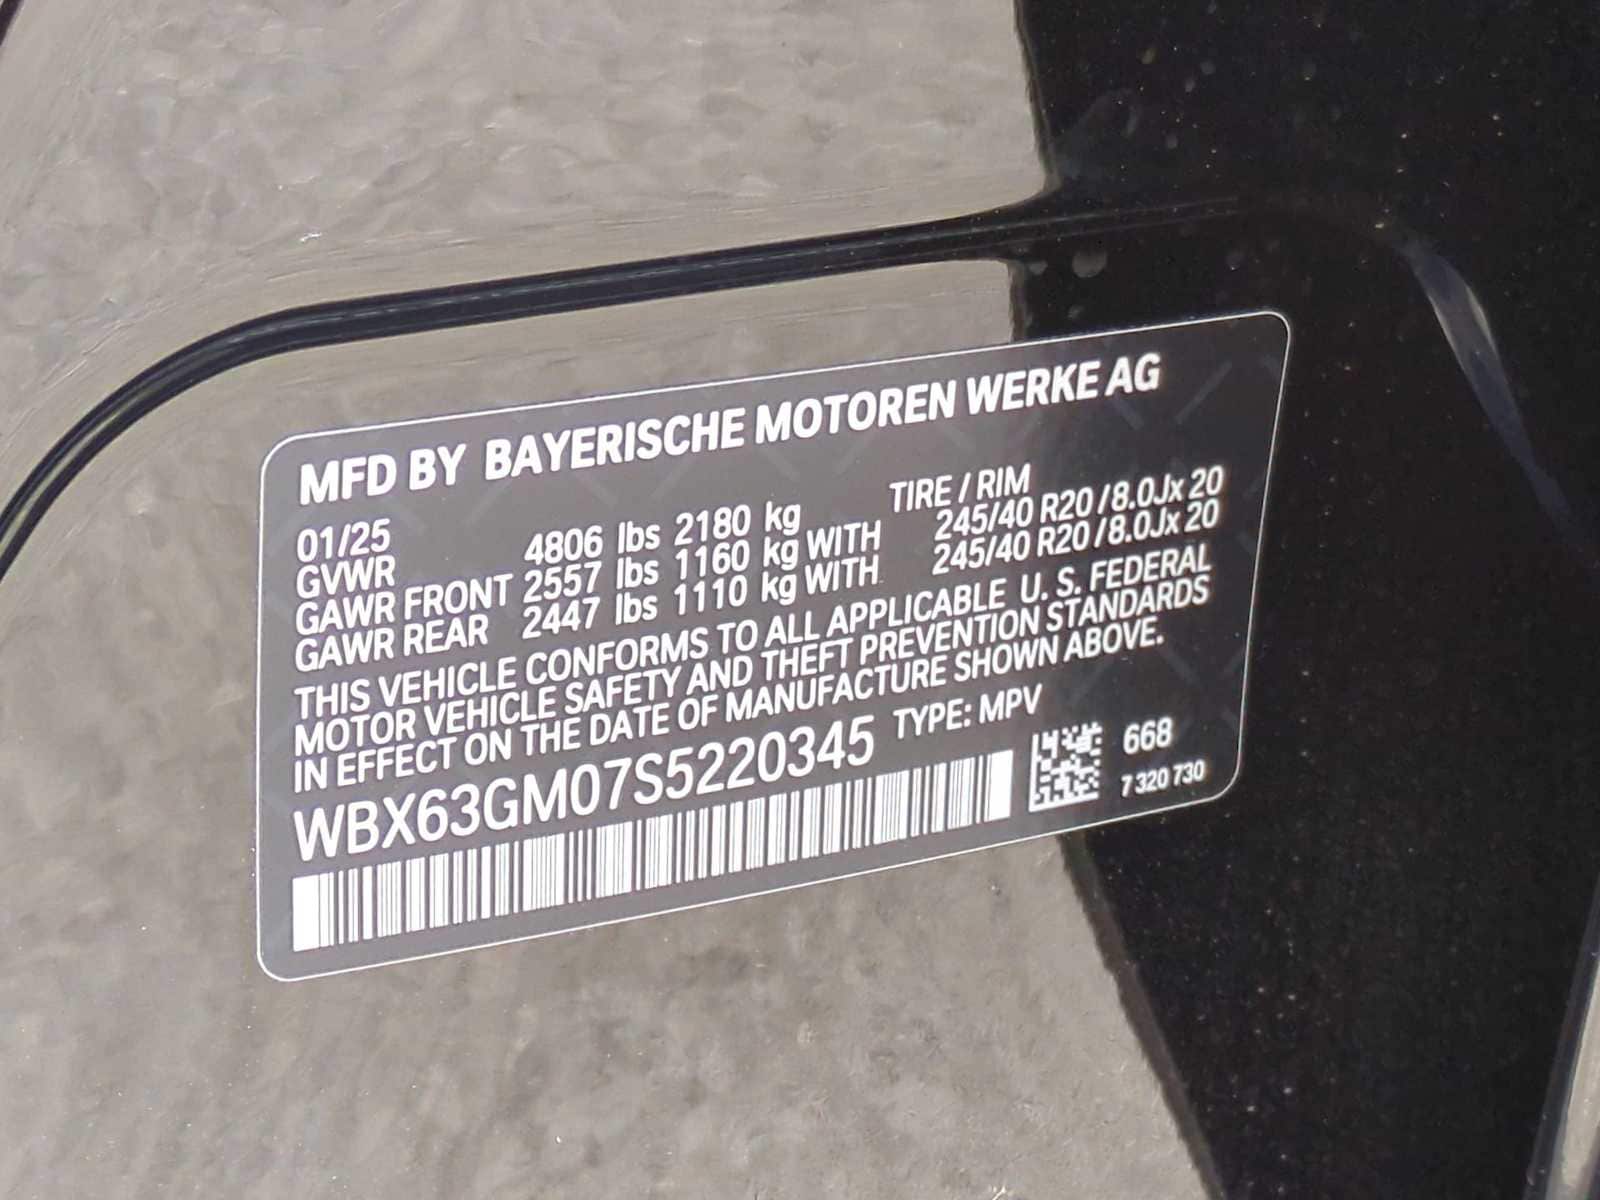 MFD BY BAYERISCHE MOTOREN WERKE AG
01/25 TIRE / RIM
GVWR 4806 lbs 2180 kg
GAWR FRONT 2557 lbs 1160 kg WITH 245/40 R20 / 8.0Jx 20
GAWR REAR 2447 lbs 1110 kg WITH 245/40 R20 / 8.0Jx 20
THIS VEHICLE CONFORMS TO ALL APPLICABLE U. S. FEDERAL
MOTOR VEHICLE SAFETY AND THEFT PREVENTION STANDARDS
IN EFFECT ON THE DATE OF MANUFACTURE SHOWN ABOVE.
WBX63GM07S5220345 TYPE: MPV
668
7 320 730